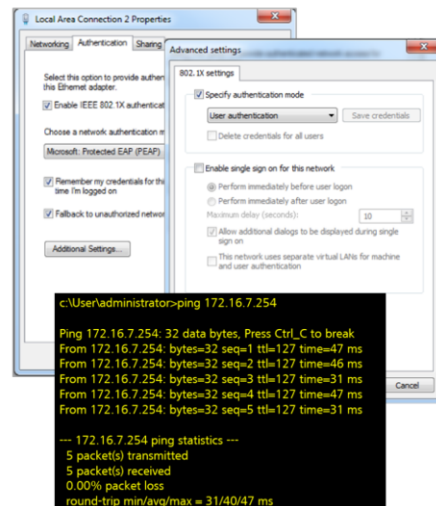 Local Area Connection 2 Properties
Networking
Authentication
Sharing
Select this option to provide authen
this Ethernet adapter.
Enable IEEE 802.1X authenticat
Choose a network authentication m
Microsoft: Protected EAP (PEAP)
Remember my credentials for thi
time I'm logged on
Fallback to unauthorized networ
Additional Settings...
Advanced settings
802.1X settings
Specify authentication mode
User authentication
Save credentials
Delete credentials for all users
Enable single sign on for this network
Perform immediately before user logon
Perform immediately after user logon
Maximum delay (seconds):
10
Allow additional dialogs to be displayed during single
sign on
This network uses separate virtual LANs for machine
and user authentication
Cancel
c:\User\administrator>ping 172.16.7.254
Ping 172.16.7.254: 32 data bytes, Press Ctrl_C to break
From 172.16.7.254: bytes=32 seq=1 ttl=127 time=47 ms
From 172.16.7.254: bytes=32 seq=2 ttl=127 time=46 ms
From 172.16.7.254: bytes=32 seq=3 ttl=127 time=31 ms
From 172.16.7.254: bytes=32 seq=4 ttl=127 time=47 ms
From 172.16.7.254: bytes=32 seq=5 ttl=127 time=31 ms
--- 172.16.7.254 ping statistics ---
5 packet(s) transmitted
5 packet(s) received
0.00% packet loss
round-trip min/avg/max = 31/40/47 ms